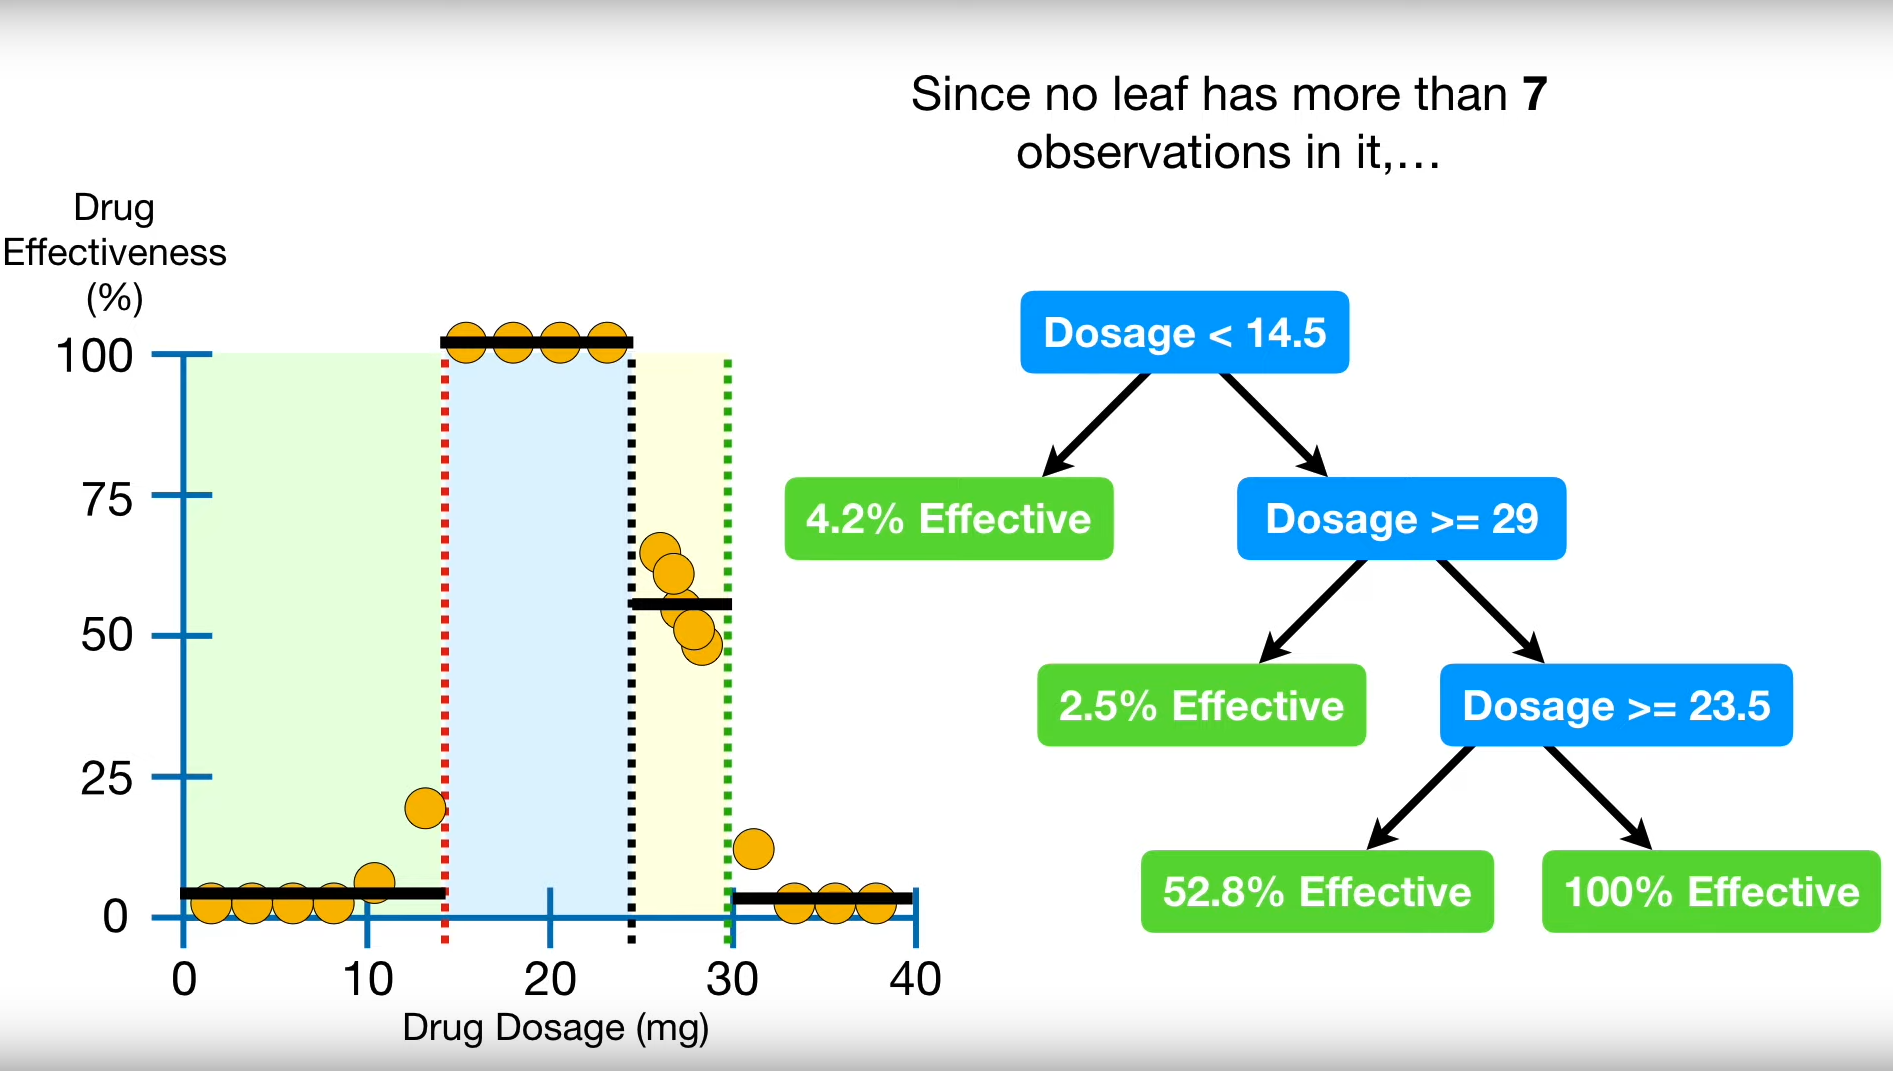 Since no leaf has more than 7
observations in it,...
Drug
Effectiveness
(%)
100
75
50
25
0
0 10 20 30 40
Drug Dosage (mg)
Dosage < 14.5
4.2% Effective
Dosage >= 29
2.5% Effective
Dosage >= 23.5
52.8% Effective
100% Effective